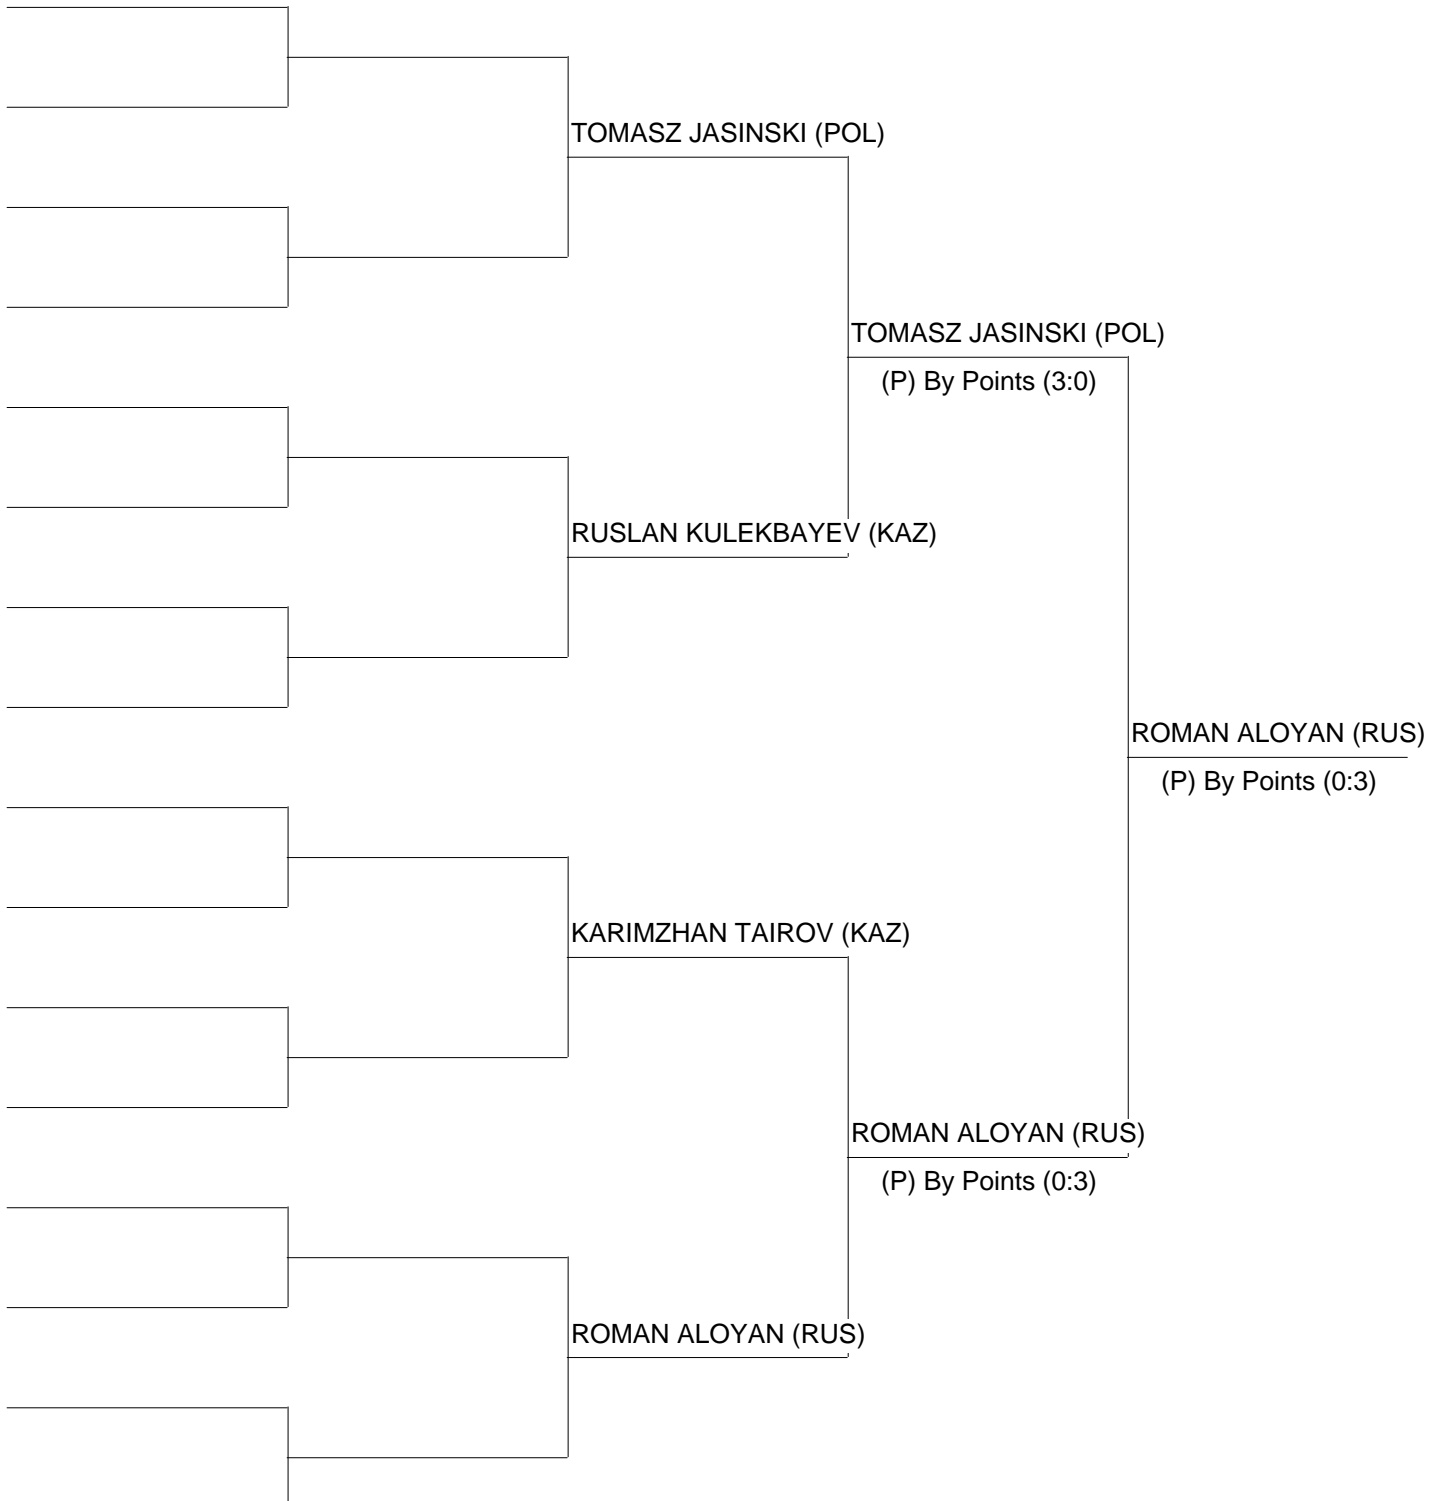 TOMASZ JASINSKI (POL)
TOMASZ JASINSKI (POL)
(P) By Points (3:0)
RUSLAN KULEKBAYEV (KAZ)
ROMAN ALOYAN (RUS)
(P) By Points (0:3)
KARIMZHAN TAIROV (KAZ)
ROMAN ALOYAN (RUS)
(P) By Points (0:3)
ROMAN ALOYAN (RUS)